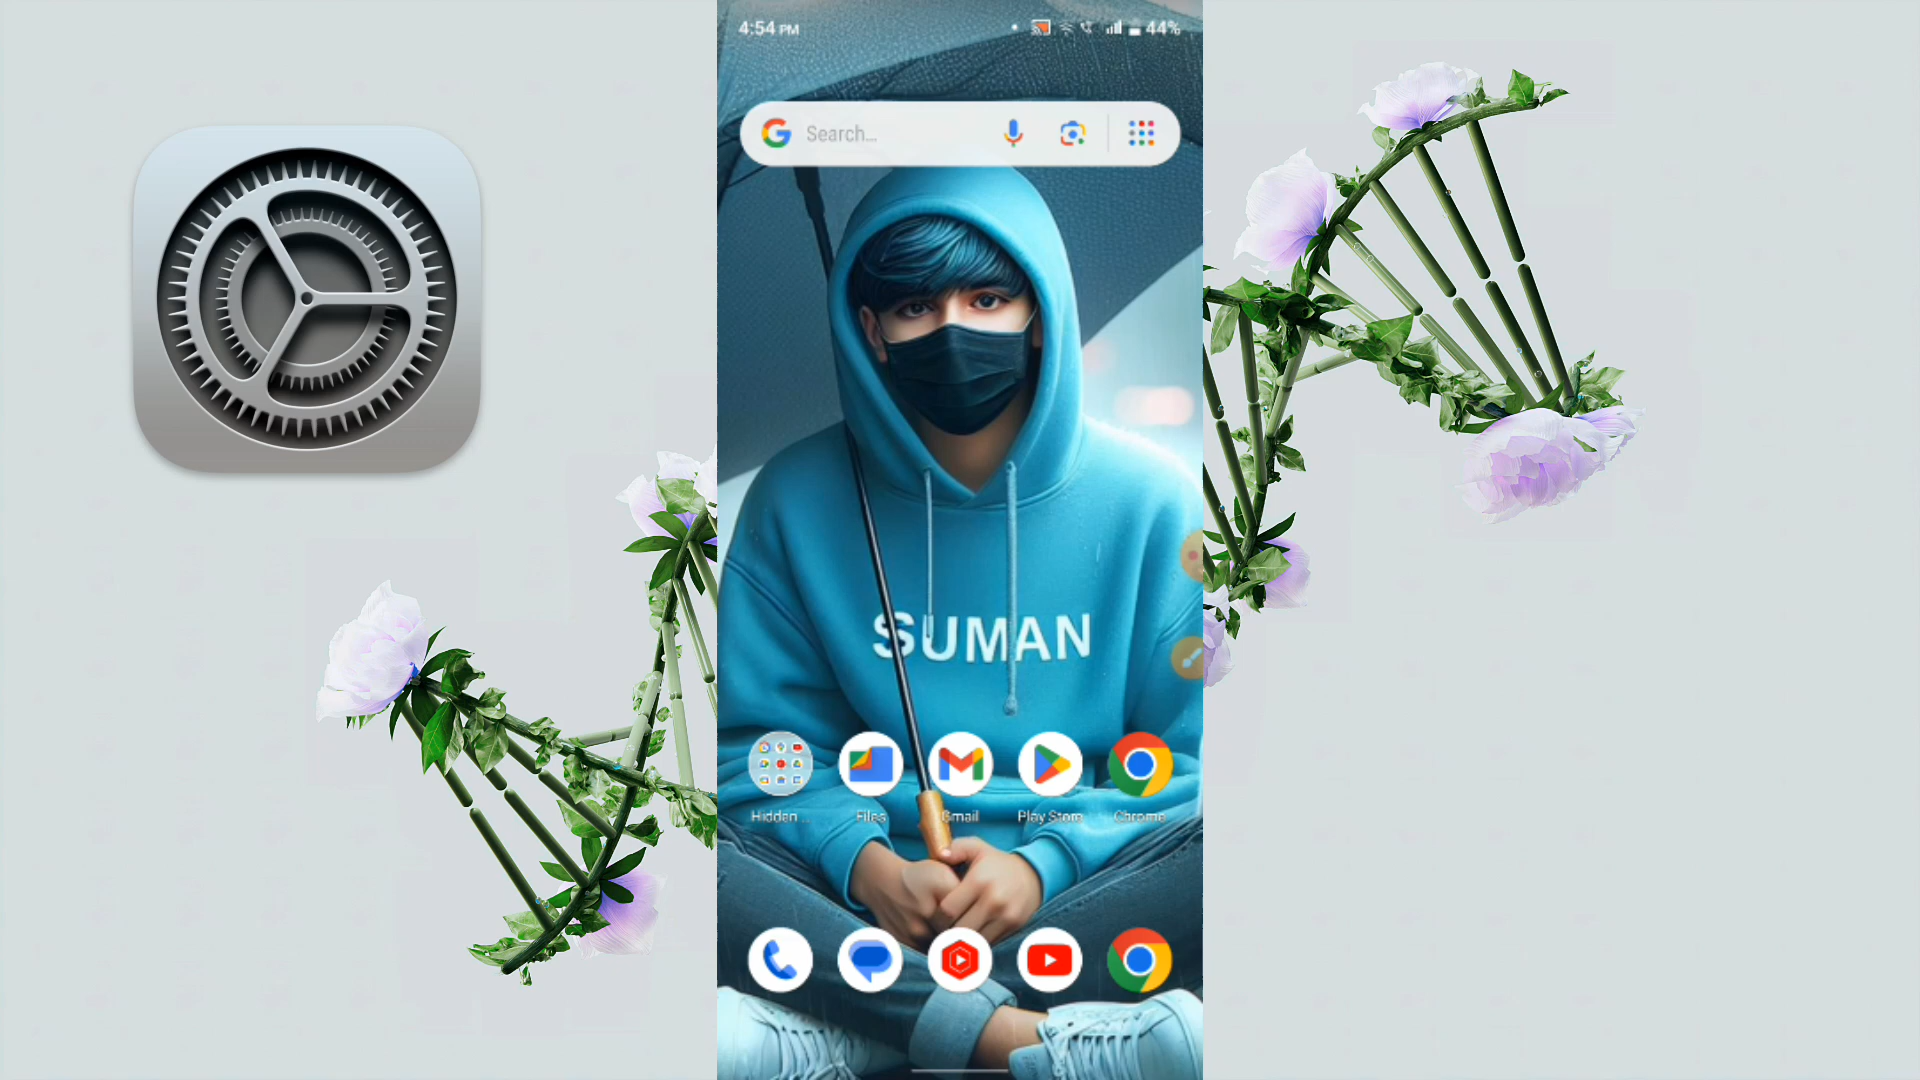 4:54 PM
44%
Search...
SUMAN
Hidden ...
Files
Gmail
Play Store
Chrome